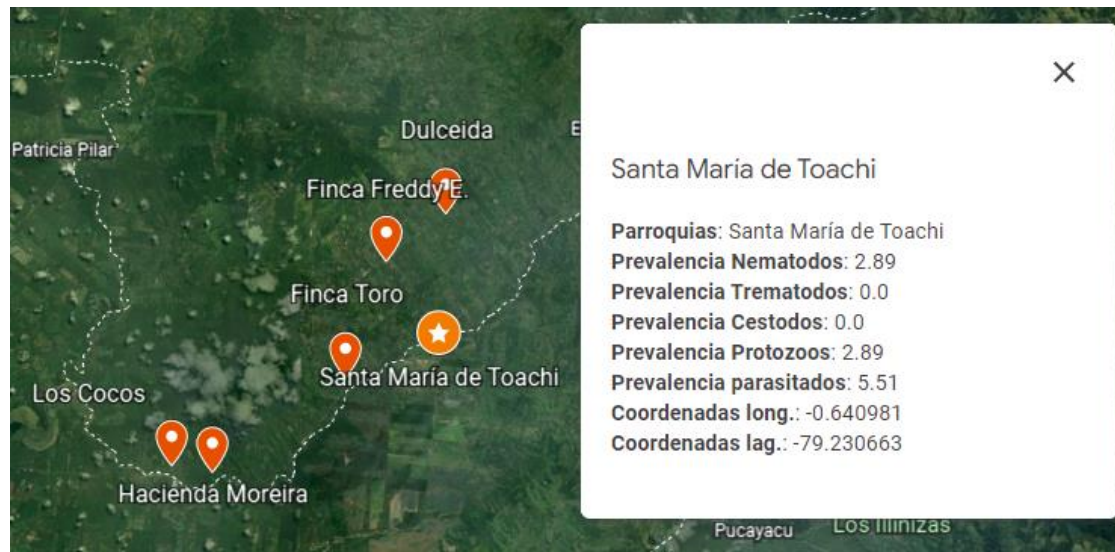 Patricia Pilar
Dulceida
E
Finca Freddy E.
Finca Toro
Santa María de Toachi
Los Cocos
Hacienda Moreira
Santa María de Toachi
Parroquias: Santa María de Toachi
Prevalencia Nematodos: 2.89
Prevalencia Trematodos: 0.0
Prevalencia Cestodos: 0.0
Prevalencia Protozoos: 2.89
Prevalencia parasitados: 5.51
Coordenadas long.: -0.640981
Coordenadas lag.: -79.230663
Pucayacu
Los Illinizas